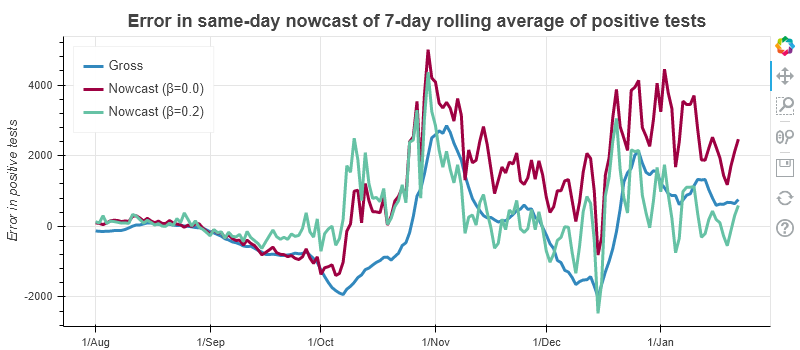 Error in same-day nowcast of 7-day rolling average of positive tests
Gross
Nowcast (β=0.0)
Nowcast (β=0.2)
Error in positive tests
4000
2000
0
-2000
1/Aug
1/Sep
1/Oct
1/Nov
1/Dec
1/Jan